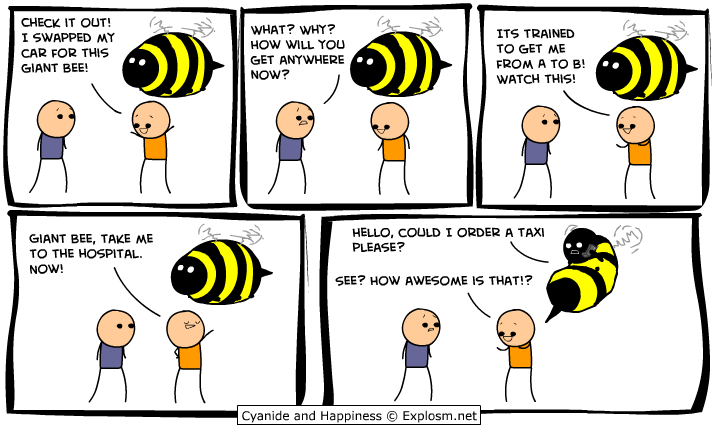 CHECK IT OUT!
I SWAPPED MY
CAR FOR THIS
GIANT BEE!
WHAT? WHY?
HOW WILL YOU
GET ANYWHERE
NOW?
ITS TRAINED
TO GET ME
FROM A TO B!
WATCH THIS!
GIANT BEE, TAKE ME
TO THE HOSPITAL.
NOW!
HELLO, COULD I ORDER A TAXI
PLEASE?
SEE? HOW AWESOME IS THAT!?
Cyanide and Happiness © Explosm.net